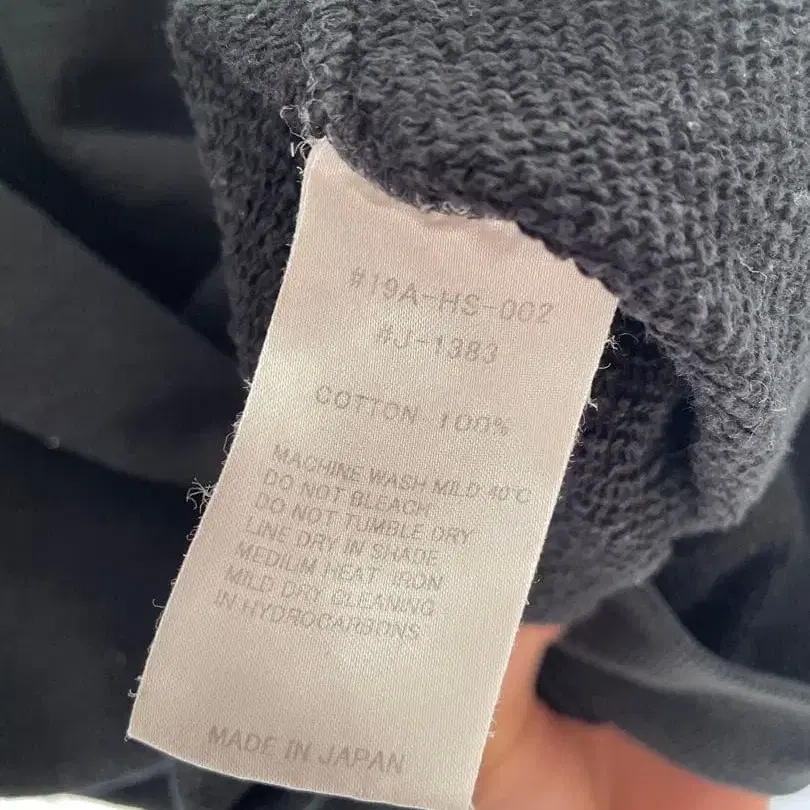 #19A-HS-002
#J-1383
COTTON 100%
MACHINE WASH MILD 40℃
DO NOT BLEACH
DO NOT TUMBLE DRY
LINE DRY IN SHADE
MEDIUM HEAT IRON
MILD DRY CLEANING
IN HYDROCARBONS
MADE IN JAPAN